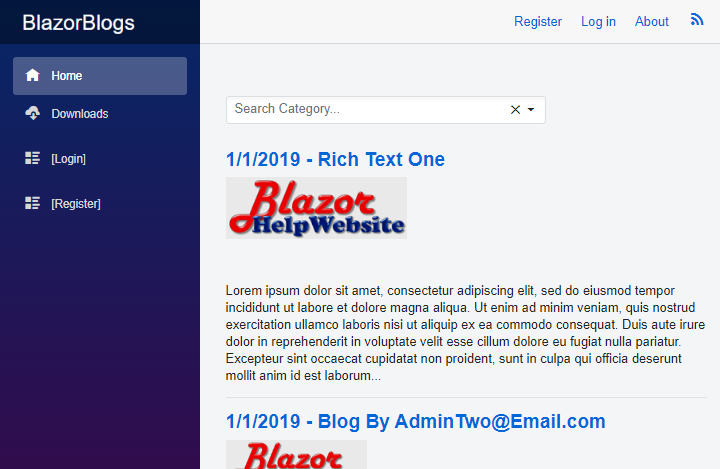 BlazorBlogs
Register Log in About
Home
Downloads
[Login]
[Register]
Search Category...
1/1/2019 - Rich Text One
Blazor
HelpWebsite
Lorem ipsum dolor sit amet, consectetur adipiscing elit, sed do eiusmod tempor
incididunt ut labore et dolore magna aliqua. Ut enim ad minim veniam, quis nostrud
exercitation ullamco laboris nisi ut aliquip ex ea commodo consequat. Duis aute irure
dolor in reprehenderit in voluptate velit esse cillum dolore eu fugiat nulla pariatur.
Excepteur sint occaecat cupidatat non proident, sunt in culpa qui officia deserunt
mollit anim id est laborum...
1/1/2019 - Blog By AdminTwo@Email.com
Blazor